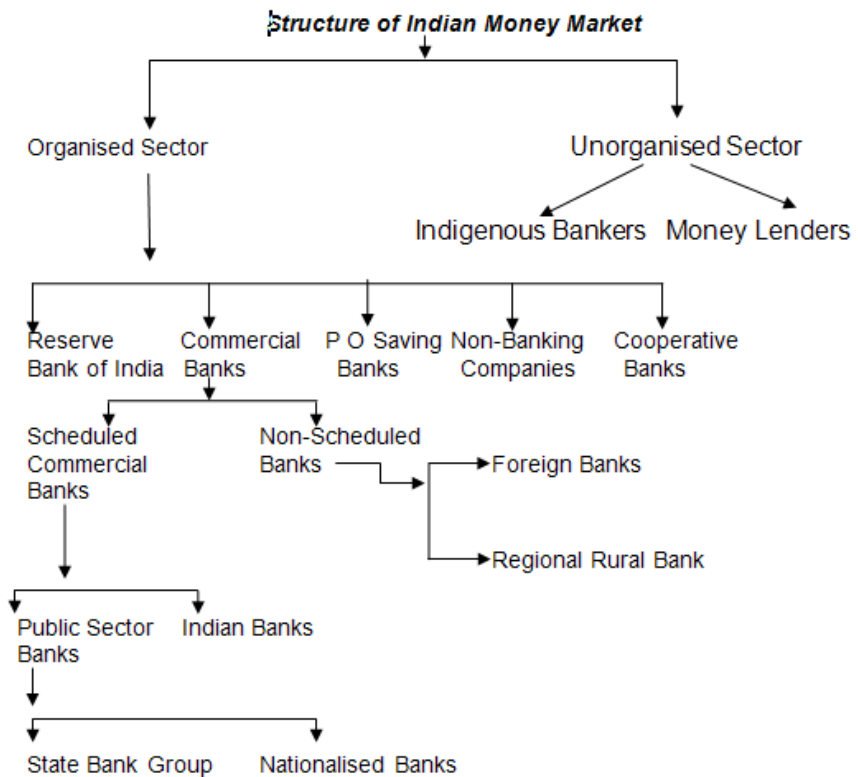 Structure of Indian Money Market
Organised Sector
Unorganised Sector
Indigenous Bankers
Money Lenders
Reserve
Bank of India
Commercial
Banks
P O Saving
Banks
Non-Banking
Companies
Cooperative
Banks
Scheduled
Commercial
Banks
Non-Scheduled
Banks
Foreign Banks
Regional Rural Bank
Public Sector
Banks
Indian Banks
State Bank Group
Nationalised Banks